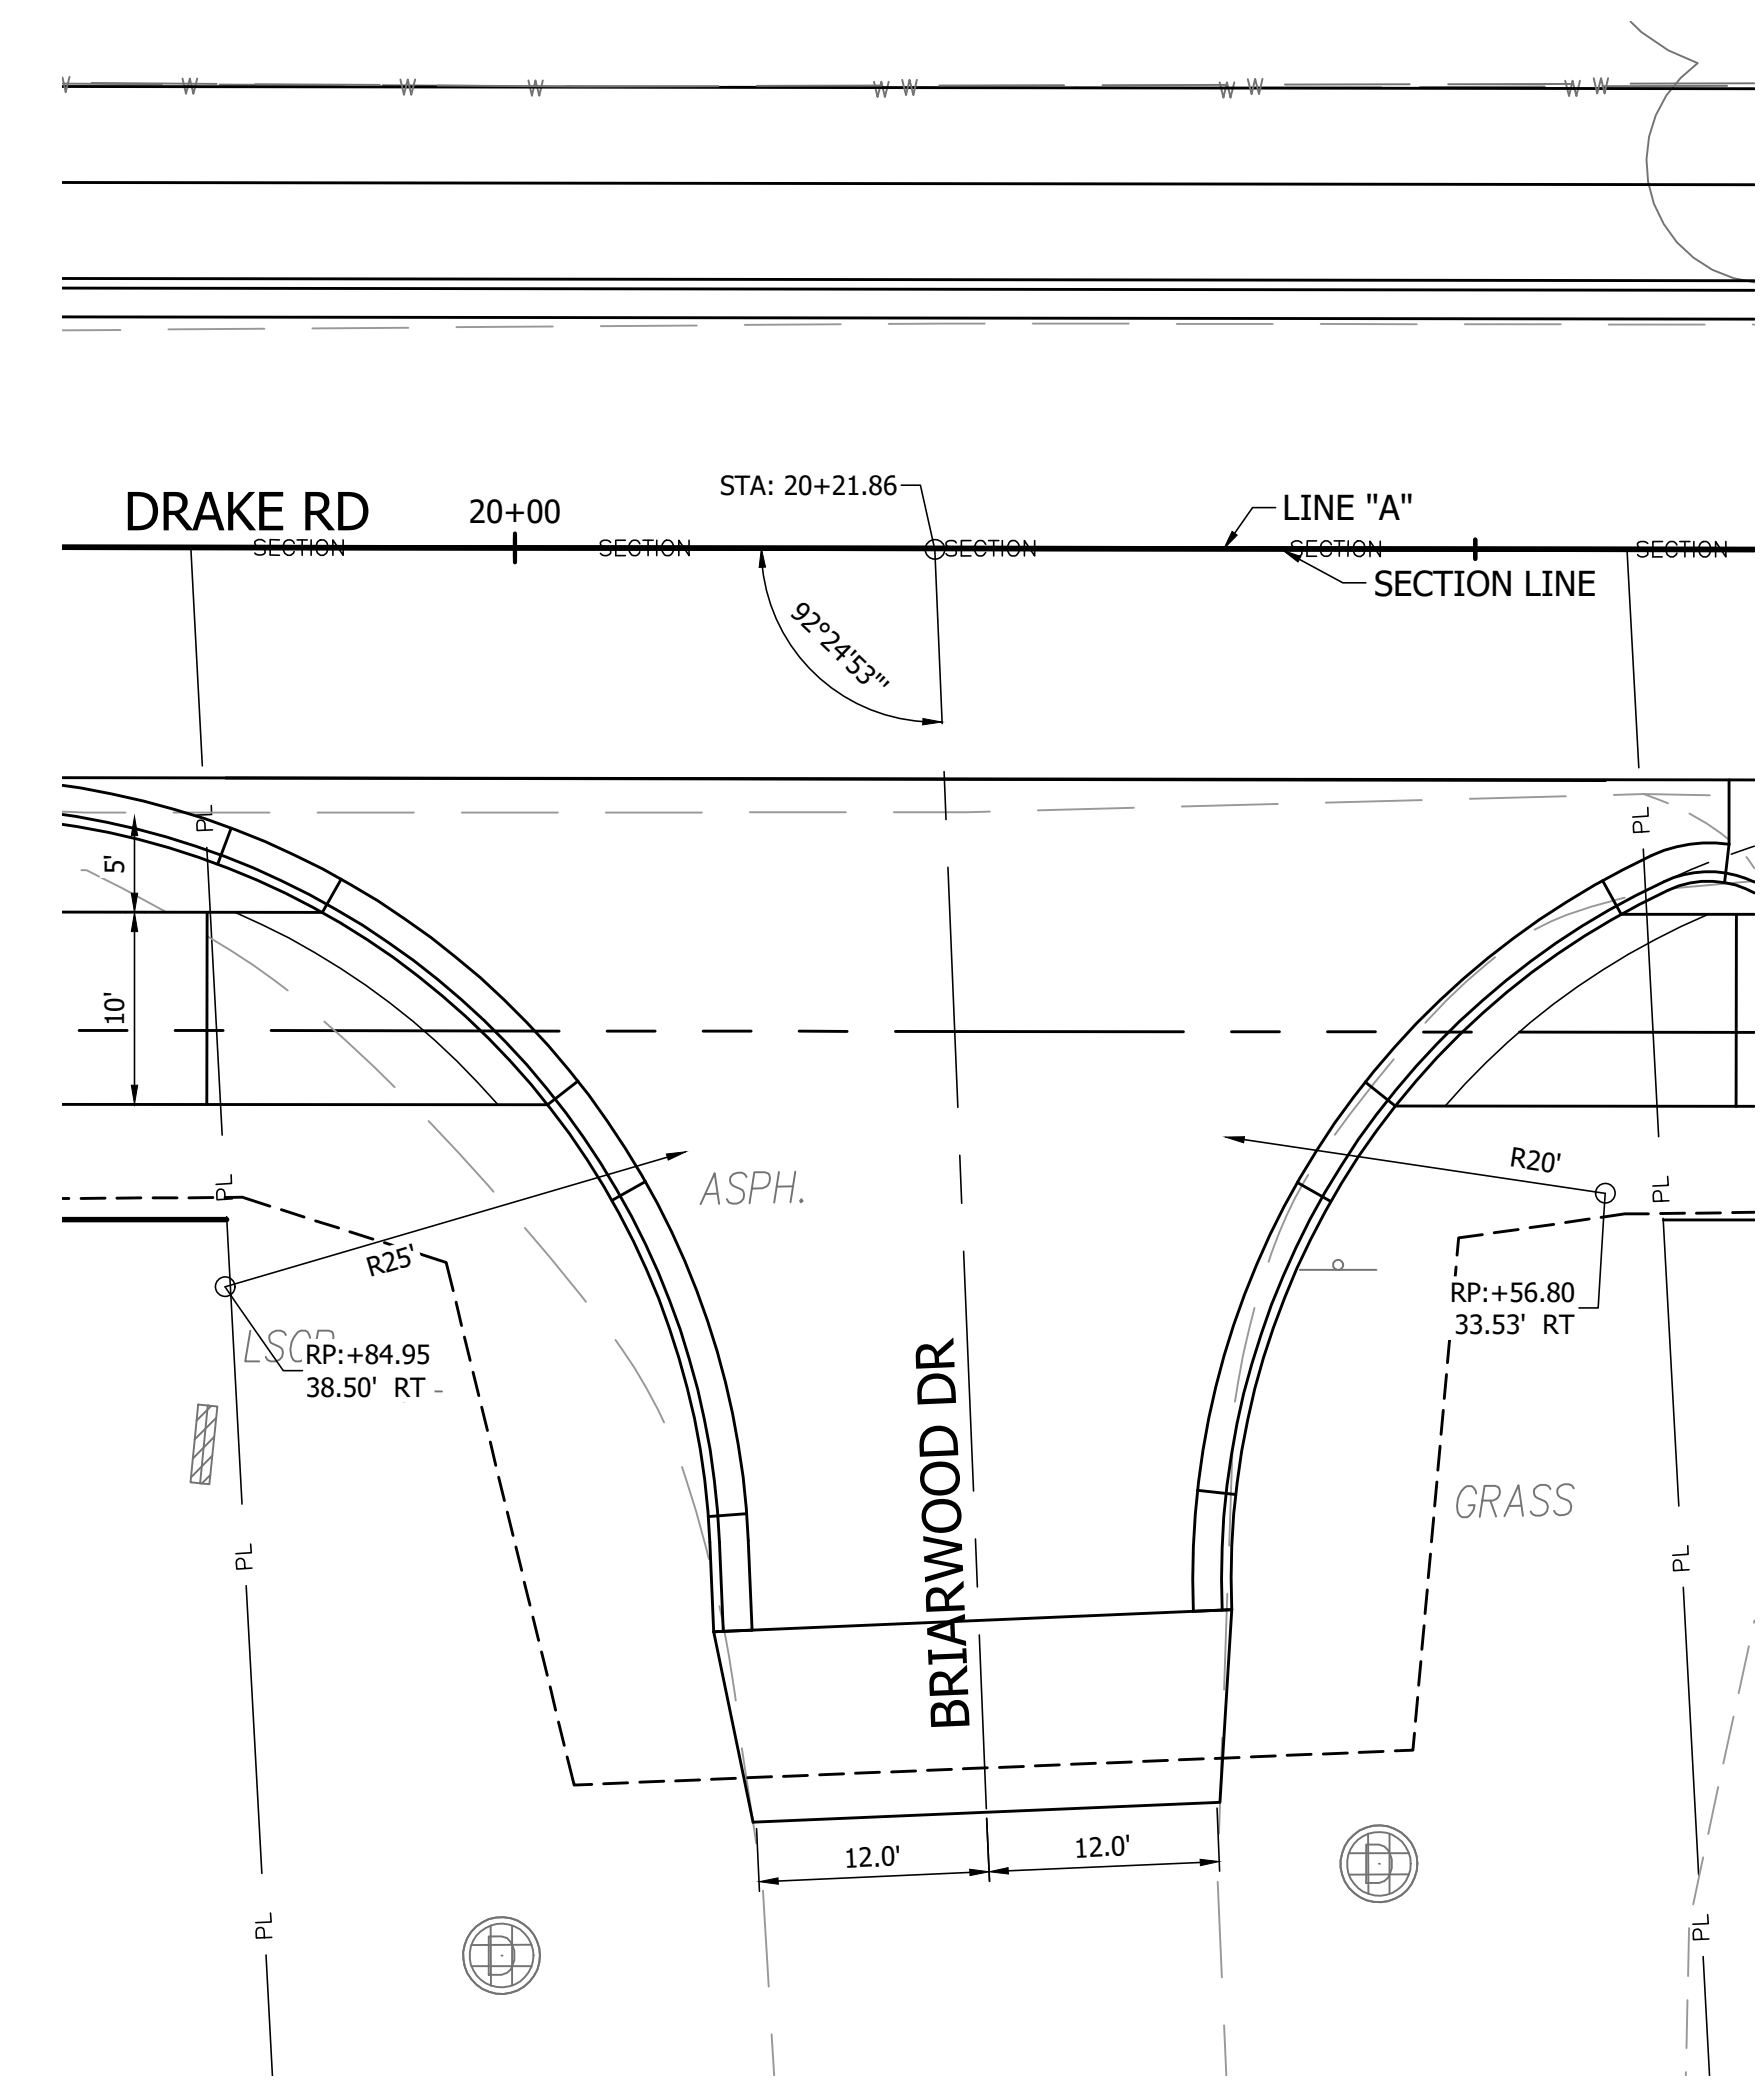 W W W W W W W W W W
STA: 20+21.86
DRAKE RD
20+00
LINE "A"
SECTION SECTION SECTION SECTION SECTION
SECTION LINE
92°24'53"'
PL
PL
5'
10'
ASPH.
R20'
PL
PL
R25'
RP:+56.80
33.53' RT
RP:+84.95
38.50' RT
BRIARWOOD DR
GRASS
PL
PL
12.0'
12.0'
D
D
PL
PL